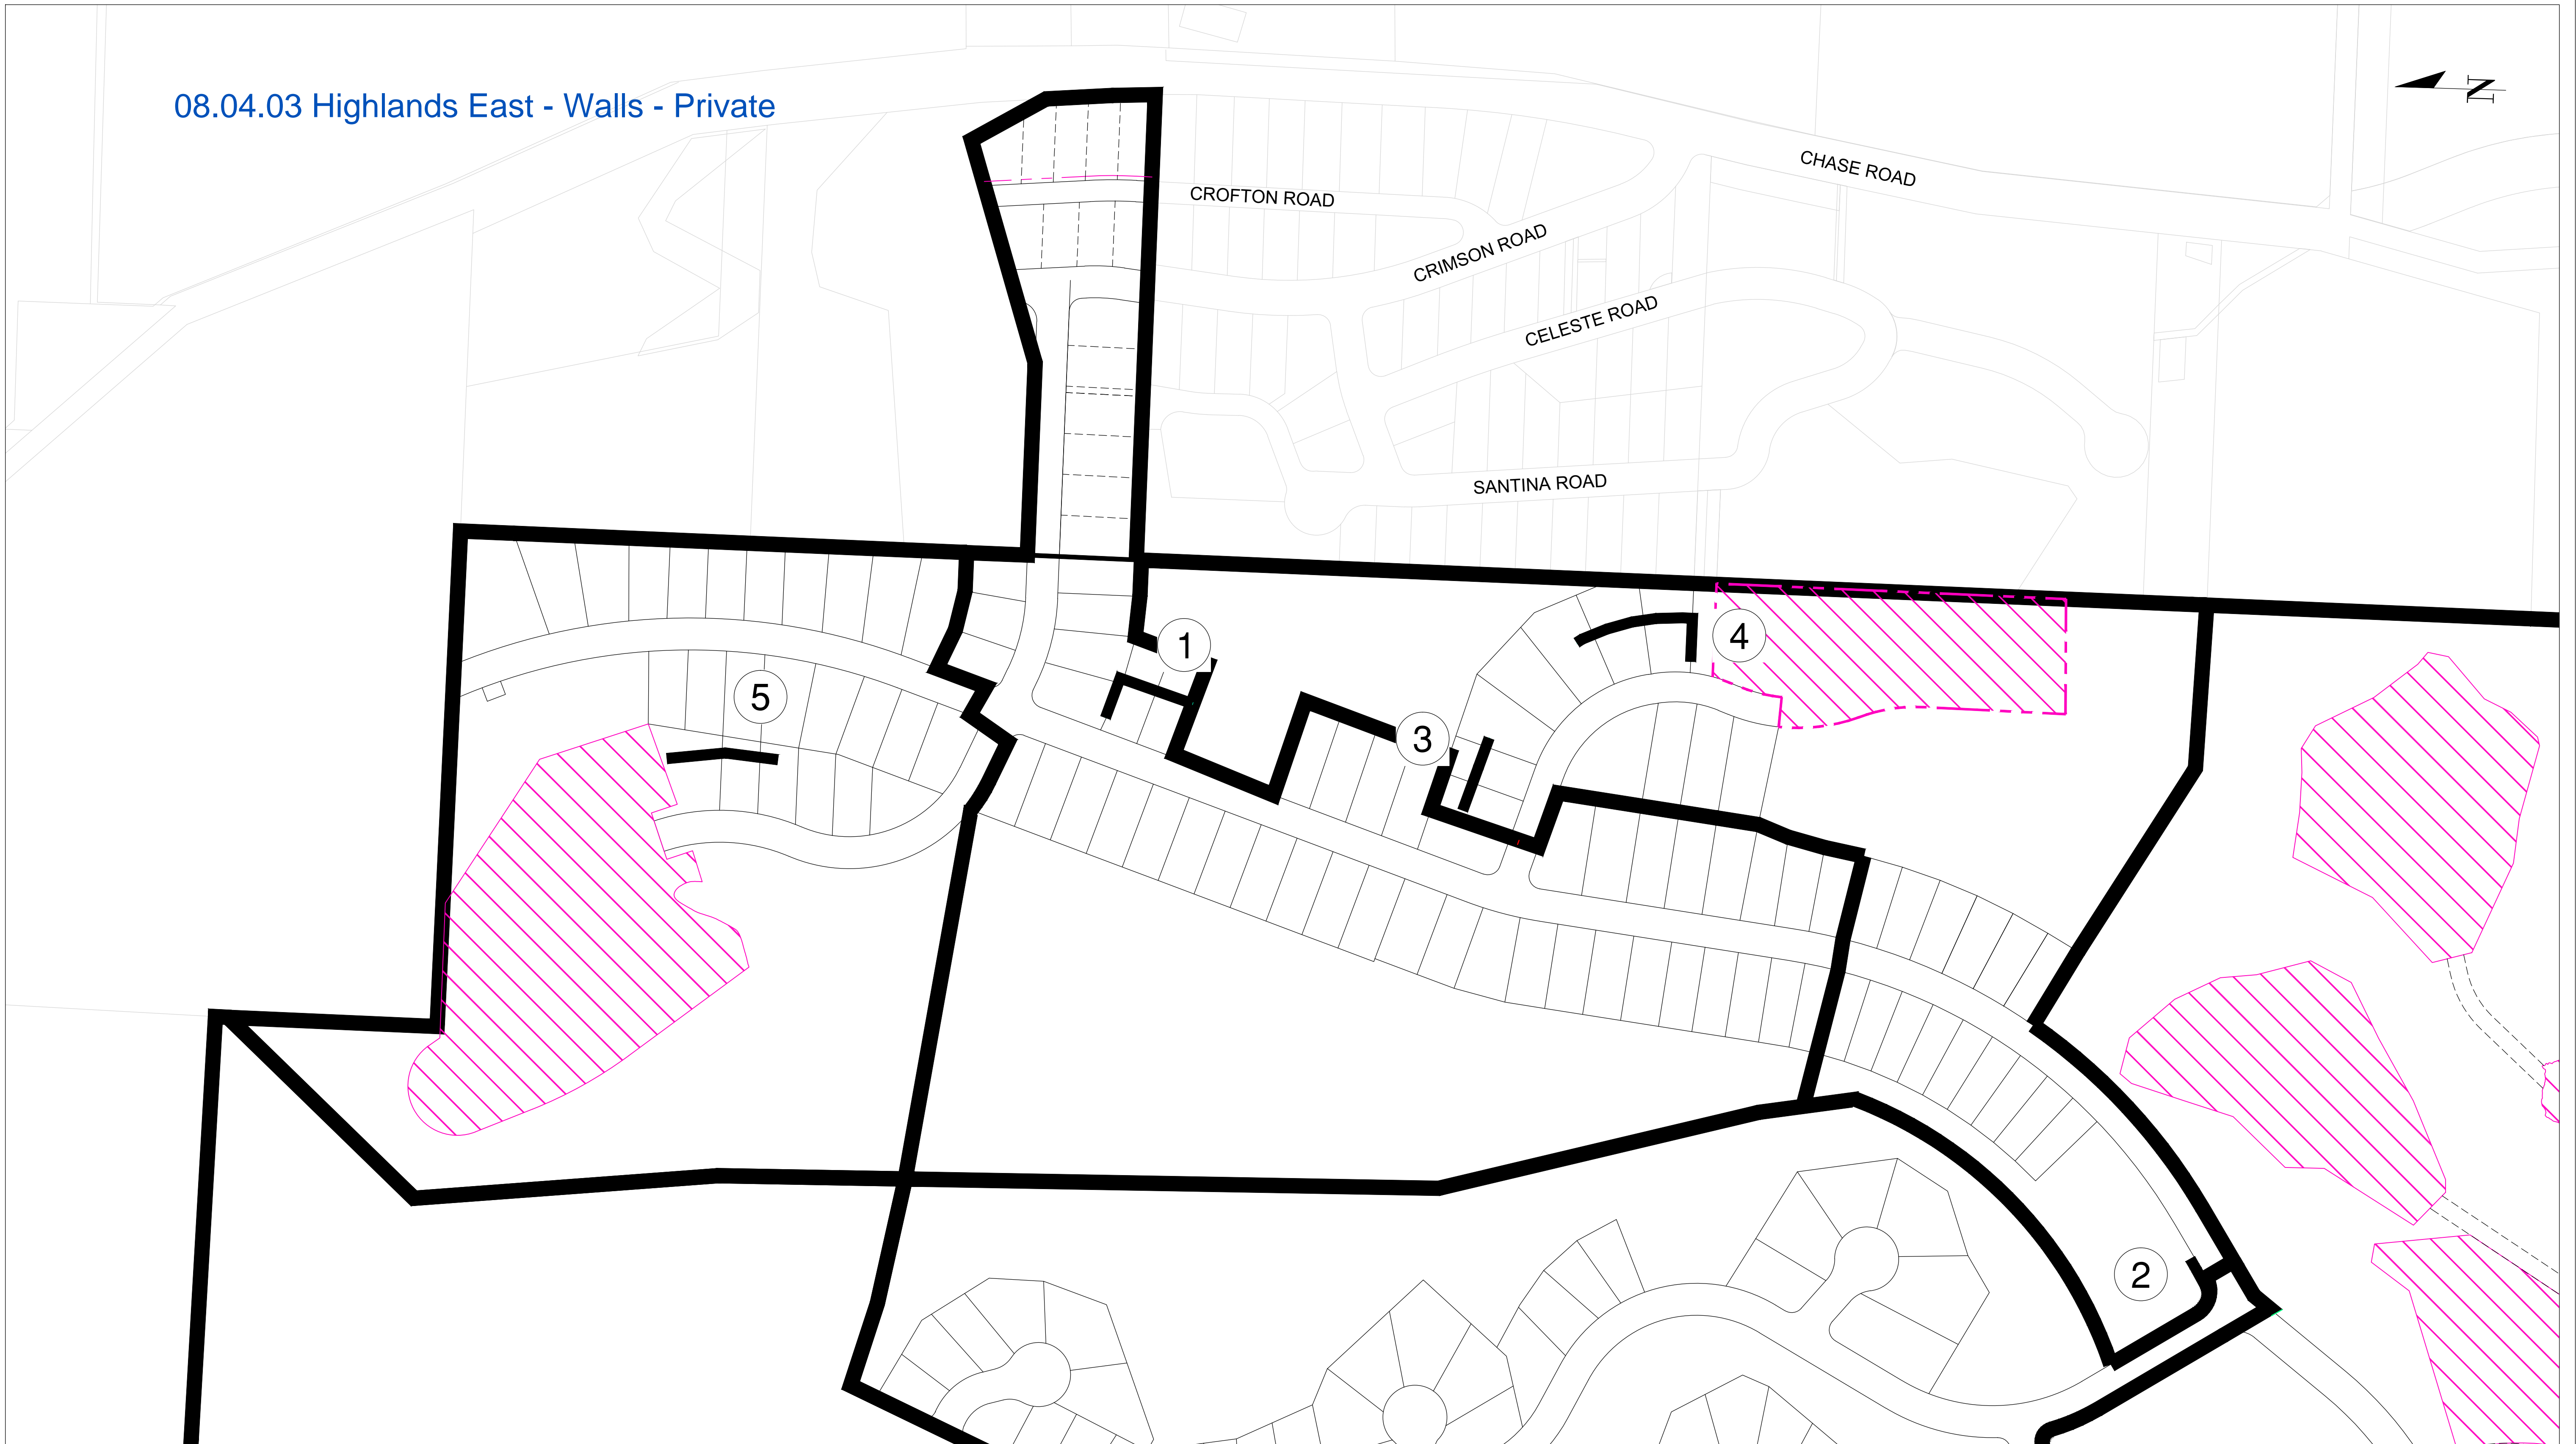 08.04.03 Highlands East - Walls - Private
N
CHASE ROAD
CROFTON ROAD
CRIMSON ROAD
CELESTE ROAD
SANTINA ROAD
1
4
5
3
2